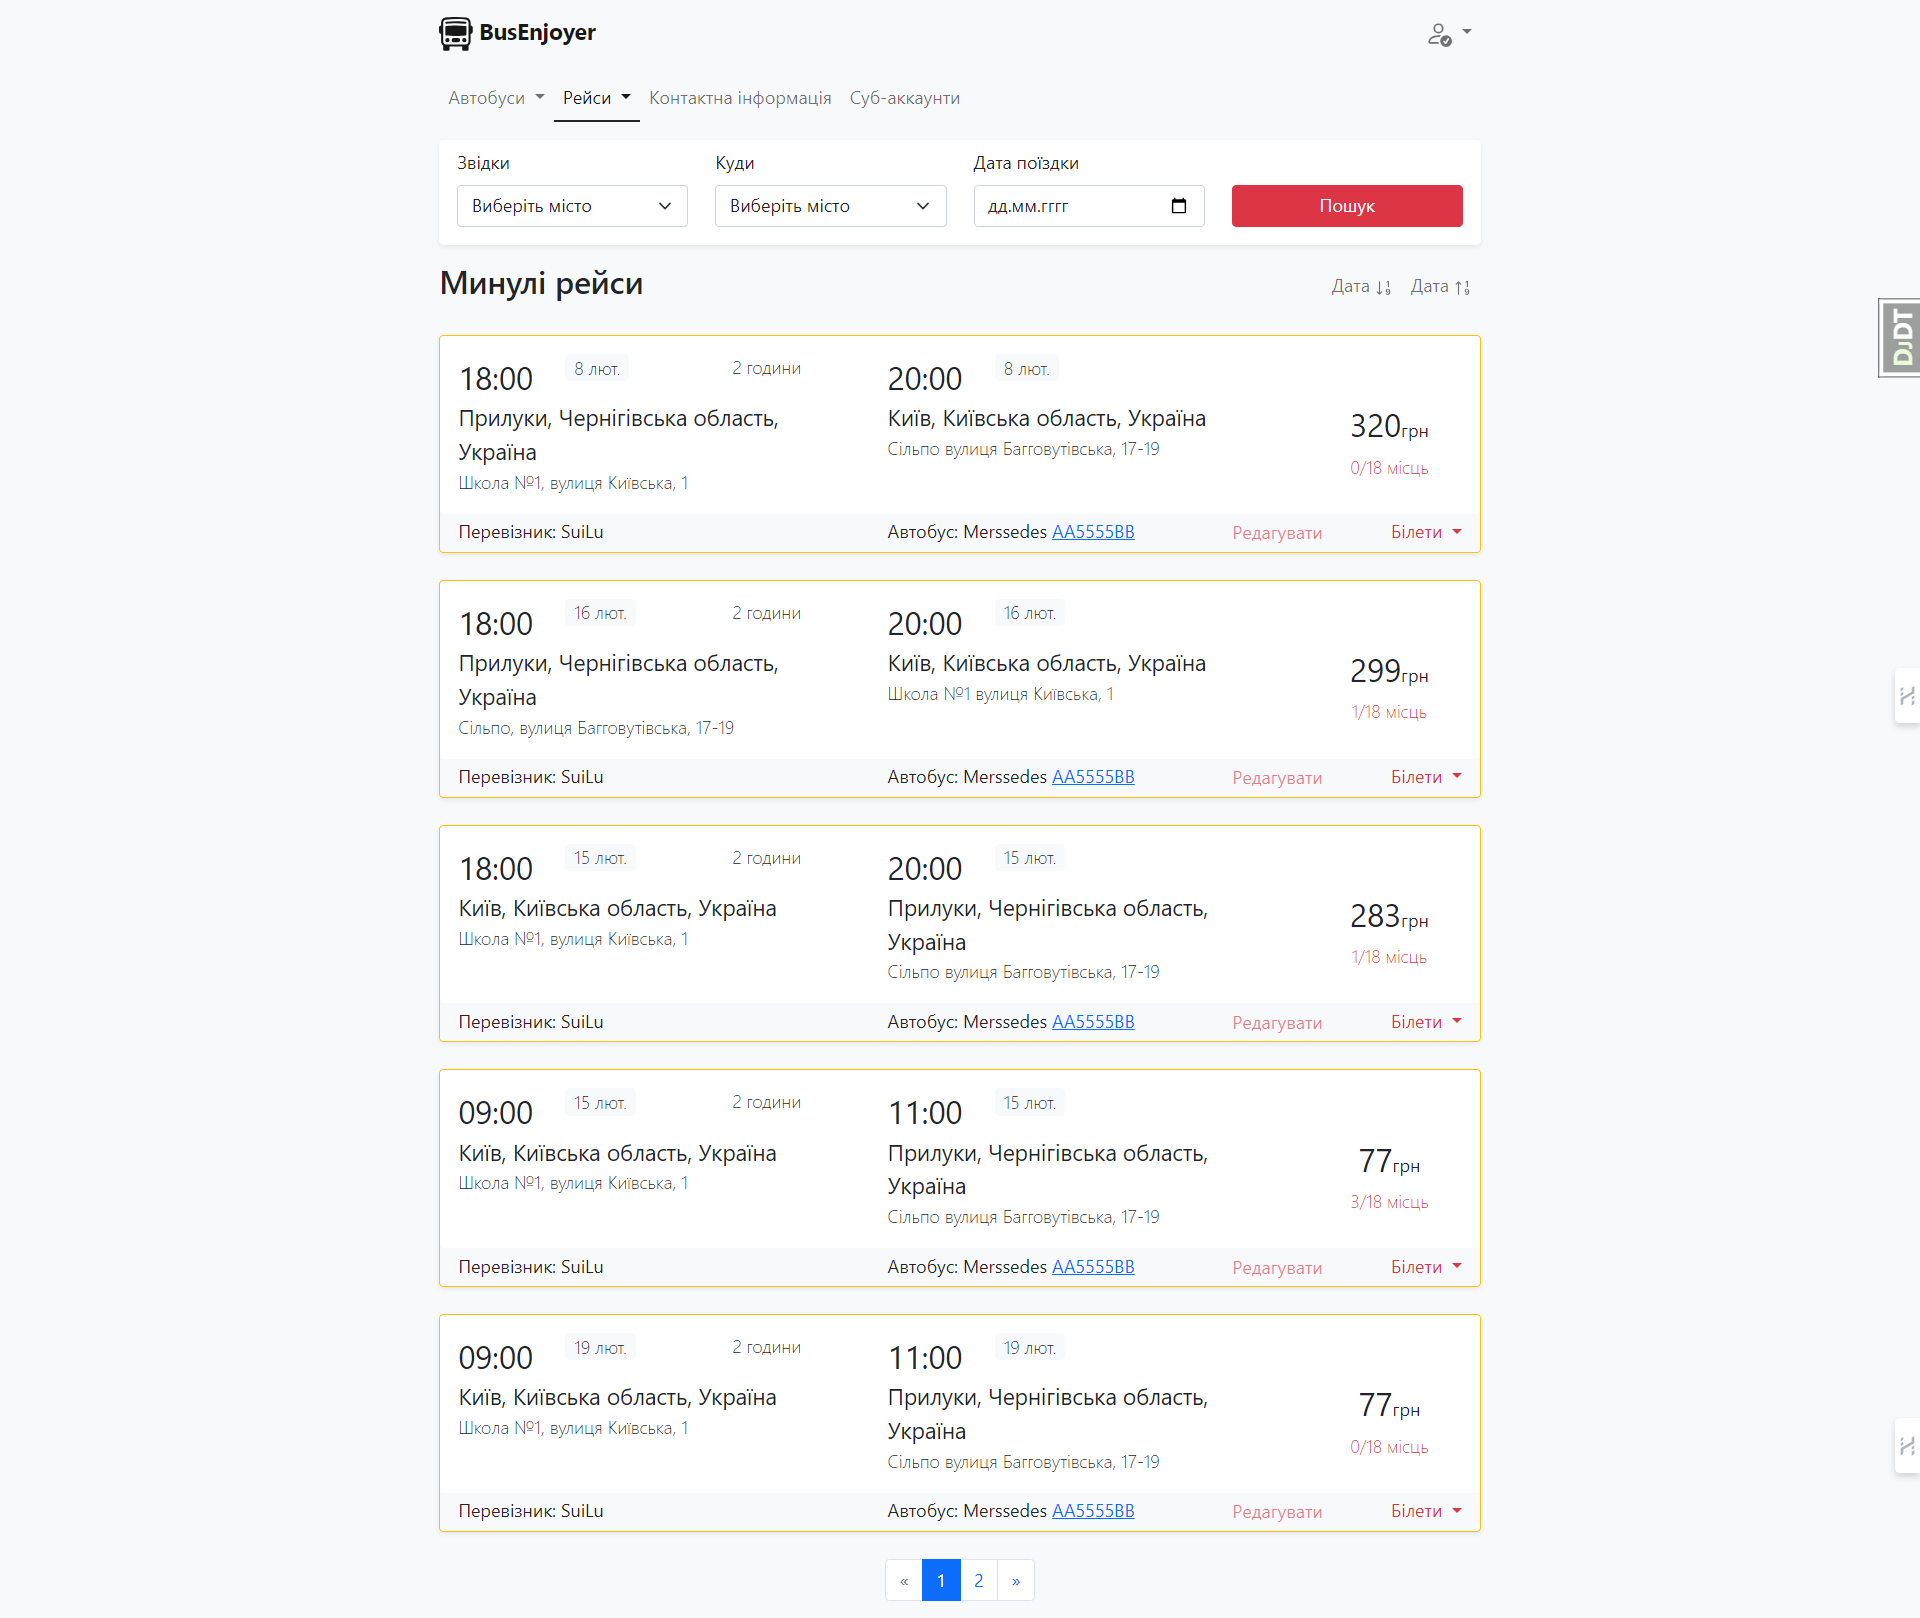 BusEnjoyer
Автобуси Рейси Контактна інформація Суб-аккаунти
Звідки Куди Дата поїздки
Виберіть місто Виберіть місто дд.мм.гггг Пошук
Минулі рейси Дата Дата
DJDT
18:00 8 лют. 2 години 20:00 8 лют.
Прилуки, Чернігівська область, Київ, Київська область, Україна 320грн
Україна Сільпо вулиця Багговутівська, 17-19
Школа №1, вулиця Київська, 1 0/18 місць
Перевізник: SuiLu Автобус: Merssedes AA5555BB Редагувати Білети
18:00 16 лют. 2 години 20:00 16 лют.
Прилуки, Чернігівська область, Київ, Київська область, Україна 299грн
Україна Школа №1 вулиця Київська, 1
Сільпо, вулиця Багговутівська, 17-19 1/18 місць
Перевізник: SuiLu Автобус: Merssedes AA5555BB Редагувати Білети
18:00 15 лют. 2 години 20:00 15 лют.
Київ, Київська область, Україна Прилуки, Чернігівська область, 283грн
Школа №1, вулиця Київська, 1 Україна
Сільпо вулиця Багговутівська, 17-19 1/18 місць
Перевізник: SuiLu Автобус: Merssedes AA5555BB Редагувати Білети
09:00 15 лют. 2 години 11:00 15 лют.
Київ, Київська область, Україна Прилуки, Чернігівська область, 77грн
Школа №1, вулиця Київська, 1 Україна
Сільпо вулиця Багговутівська, 17-19 3/18 місць
Перевізник: SuiLu Автобус: Merssedes AA5555BB Редагувати Білети
09:00 19 лют. 2 години 11:00 19 лют.
Київ, Київська область, Україна Прилуки, Чернігівська область, 77грн
Школа №1, вулиця Київська, 1 Україна
Сільпо вулиця Багговутівська, 17-19 0/18 місць
Перевізник: SuiLu Автобус: Merssedes AA5555BB Редагувати Білети
« 1 2 »